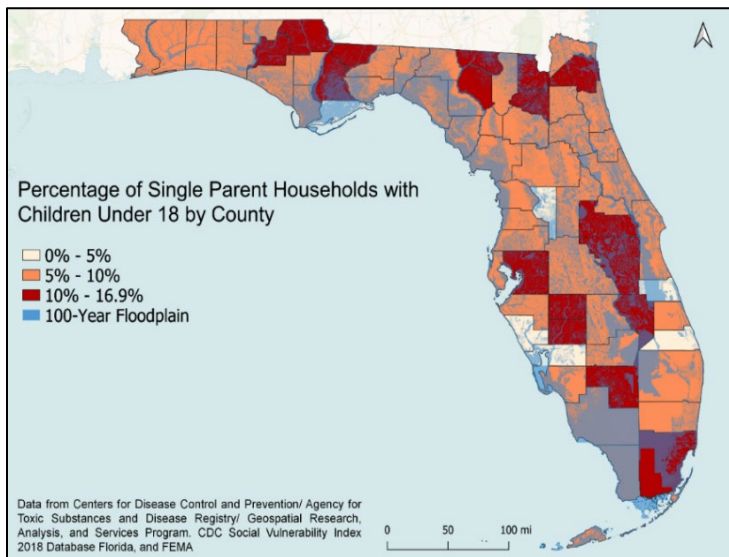 Percentage of Single Parent Households with
Children Under 18 by County
0% - 5%
5% - 10%
10% - 16.9%
100-Year Floodplain
Data from Centers for Disease Control and Prevention/ Agency for
Toxic Substances and Disease Registry/ Geospatial Research,
Analysis, and Services Program. CDC Social Vulnerability Index
2018 Database Florida, and FEMA
0 50 100 mi